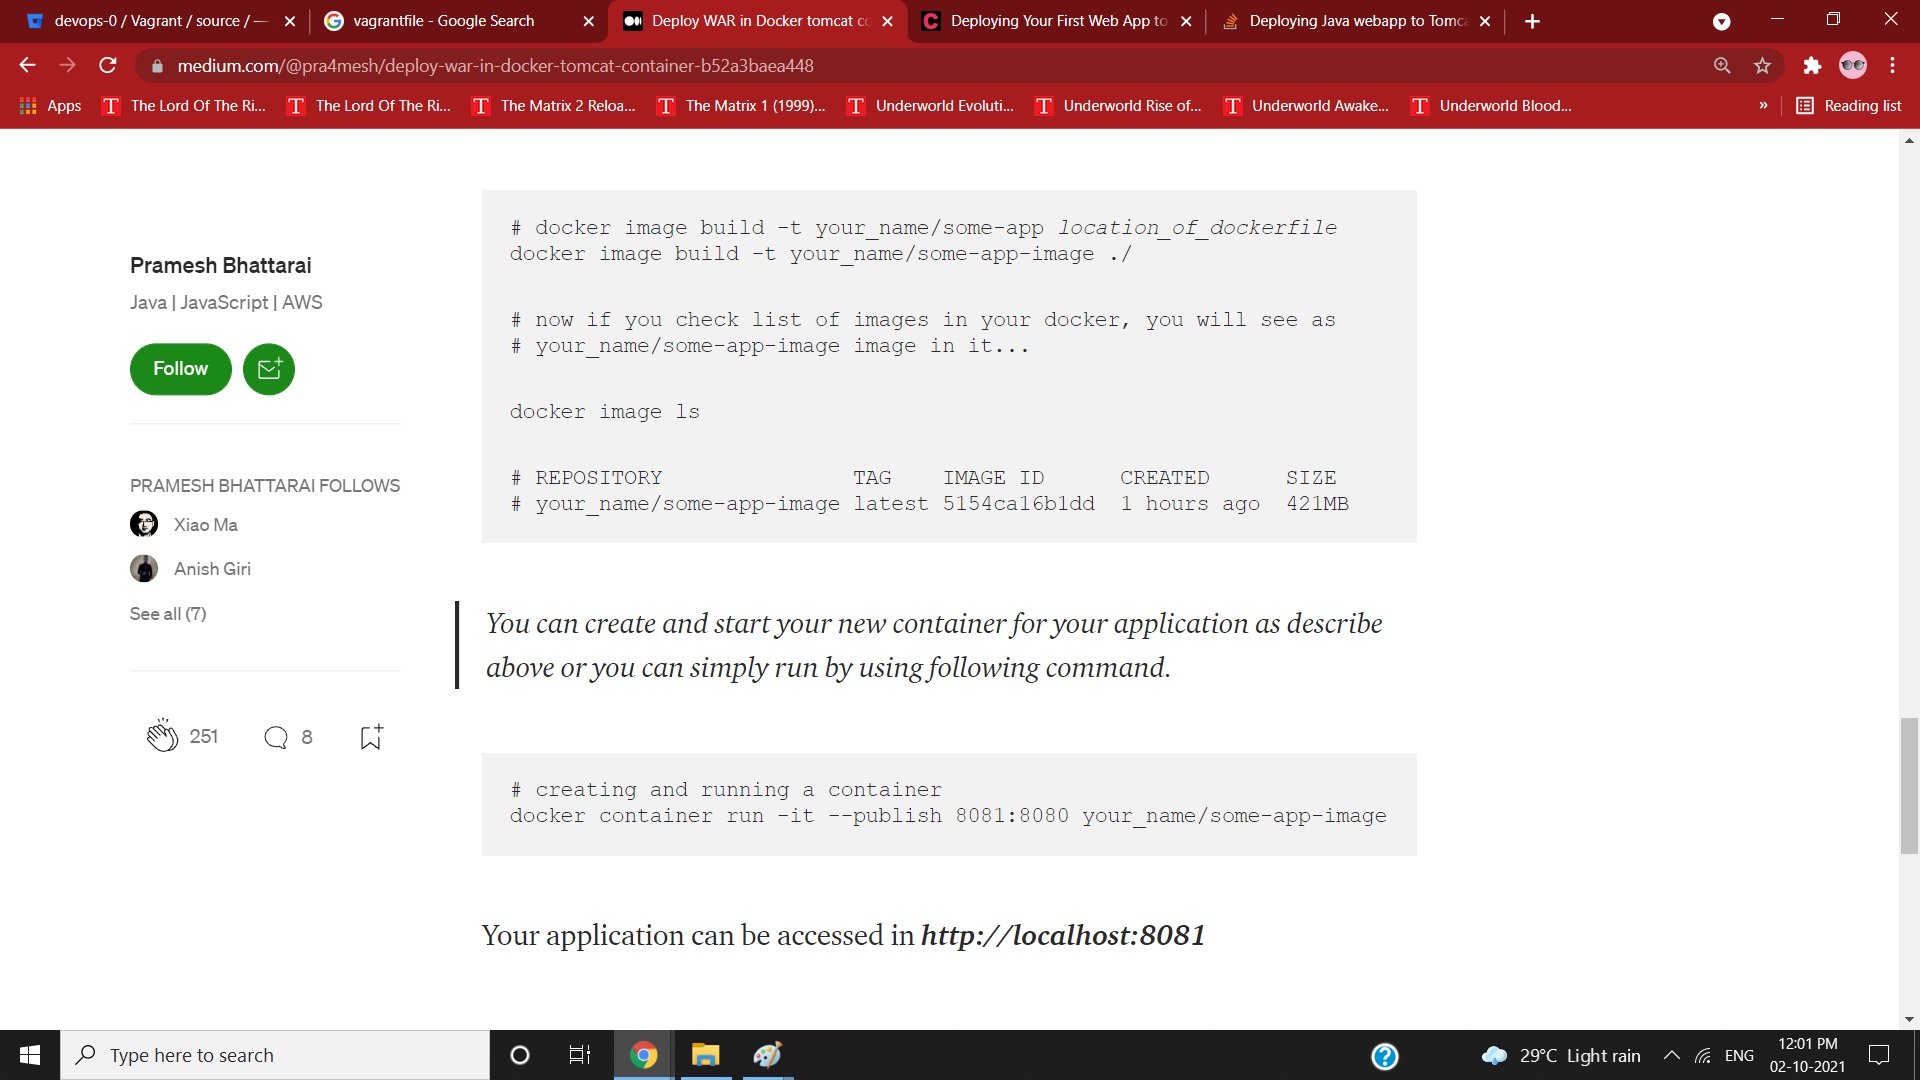 devops-0 / Vagrant / source / —
vagrantfile - Google Search
Deploy WAR in Docker tomcat co
Deploying Your First Web App to
Deploying Java webapp to Tomca
medium.com/@pra4mesh/deploy-war-in-docker-tomcat-container-b52a3baea448
Apps
The Lord Of The Ri...
The Lord Of The Ri...
The Matrix 2 Reloa...
The Matrix 1 (1999)...
Underworld Evoluti...
Underworld Rise of...
Underworld Awake...
Underworld Blood...
»
Reading list
Pramesh Bhattarai
Java | JavaScript | AWS
Follow
PRAMESH BHATTARAI FOLLOWS
Xiao Ma
Anish Giri
See all (7)
251
8
# docker image build -t your_name/some-app location_of_dockerfile
docker image build -t your_name/some-app-image ./
# now if you check list of images in your docker, you will see as
# your_name/some-app-image image in it...
docker image ls
# REPOSITORY TAG IMAGE ID CREATED SIZE
# your_name/some-app-image latest 5154ca16b1dd 1 hours ago 421MB
You can create and start your new container for your application as describe
above or you can simply run by using following command.
# creating and running a container
docker container run -it --publish 8081:8080 your_name/some-app-image
Your application can be accessed in http://localhost:8081
Type here to search
29°C Light rain
ENG
12:01 PM
02-10-2021